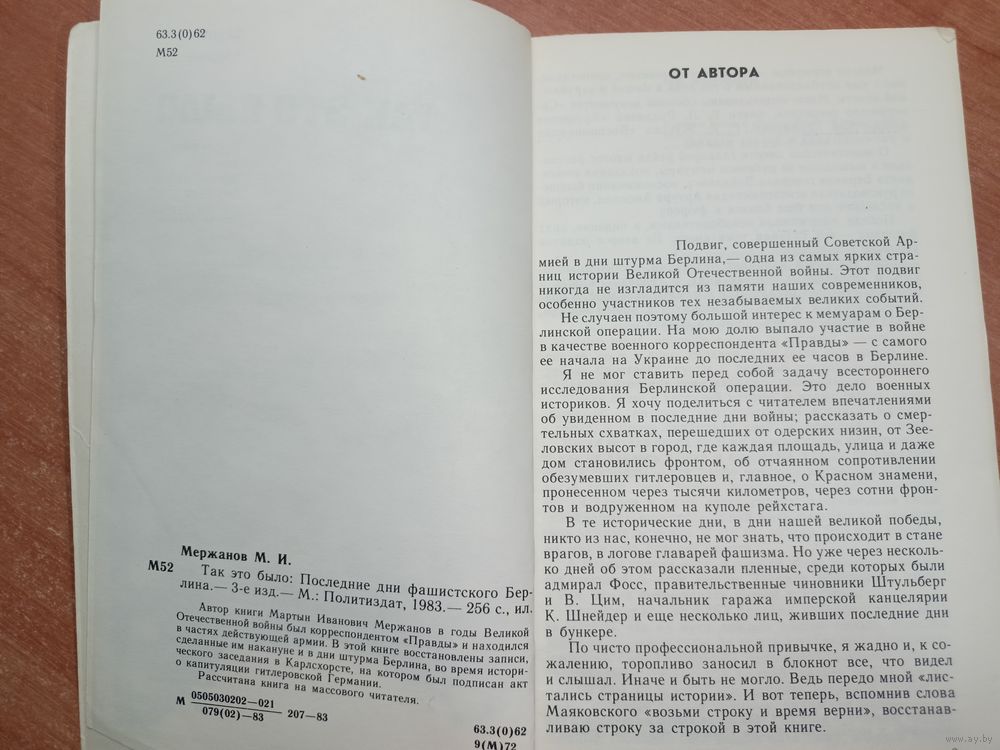 63.3(0)62
М52
Мержанов М. И.
М52
Так это было: Последние дни фашистского Бер-
лина.— 3-е изд.— М.: Политиздат, 1983.— 256 с., ил.
Автор книги Мартын Иванович Мержанов в годы Великой
Отечественной войны был корреспондентом «Правды» и находился
в частях действующей армии. В этой книге восстановлены записи,
сделанные им накануне и в дни штурма Берлина, во время истори-
ческого заседания в Карлсхорсте, на котором был подписан акт
о капитуляции гитлеровской Германии.
Рассчитана книга на массового читателя.
М 0505030202—021
079(02)—83
207—83
63.3(0)62
9(М)72
ОТ АВТОРА
Подвиг, совершенный Советской Ар-
мией в дни штурма Берлина,— одна из самых ярких стра-
ниц истории Великой Отечественной войны. Этот подвиг
никогда не изгладится из памяти наших современников,
особенно участников тех незабываемых великих событий.
Не случаен поэтому большой интерес к мемуарам о Бер-
линской операции. На мою долю выпало участие в войне
в качестве военного корреспондента «Правды» — с самого
ее начала на Украине до последних ее часов в Берлине.
Я не мог ставить перед собой задачу всестороннего
исследования Берлинской операции. Это дело военных
историков. Я хочу поделиться с читателем впечатлениями
об увиденном в последние дни войны; рассказать о смер-
тельных схватках, перешедших от одерских низин, от Зее-
ловских высот в город, где каждая площадь, улица и даже
дом становились фронтом, об отчаянном сопротивлении
обезумевших гитлеровцев и, главное, о Красном знамени,
пронесенном через тысячи километров, через сотни фрон-
тов и водруженном на куполе рейхстага.
В те исторические дни, в дни нашей великой победы,
никто из нас, конечно, не мог знать, что происходит в стане
врагов, в логове главарей фашизма. Но уже через несколь-
ко дней об этом рассказали пленные, среди которых были
адмирал Фосс, правительственные чиновники Штульберг
и В. Цим, начальник гаража имперской канцелярии
К. Шнейдер и еще несколько лиц, живших последние дни
в бункере.
По чисто профессиональной привычке, я жадно и, к со-
жалению, торопливо заносил в блокнот все, что видел
и слышал. Иначе и быть не могло. Ведь передо мной «лис-
тались страницы истории». И вот теперь, вспомнив слова
Маяковского «возьми строку и время верни», восстанав-
ливаю строку за строкой в этой книге.
www.ay.by